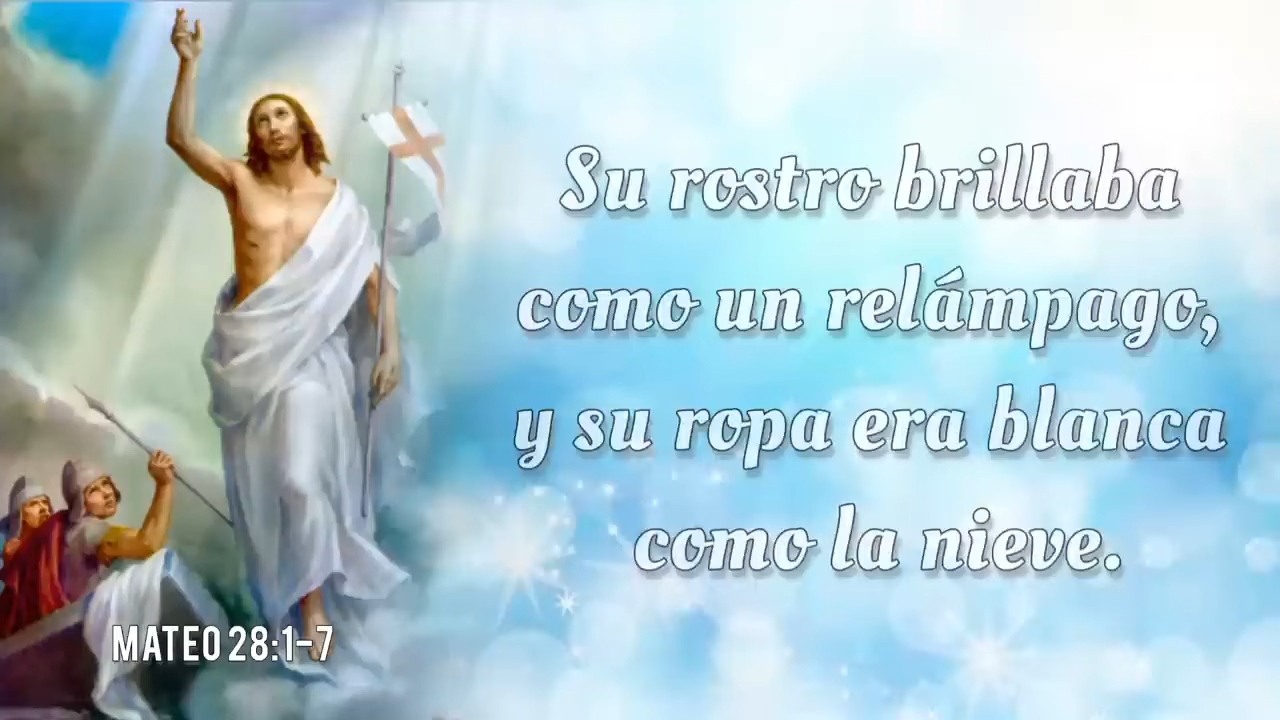 Su rostro brillaba
como un relámpago,
y su ropa era blanca
como la nieve.
MATEO 28:1-7